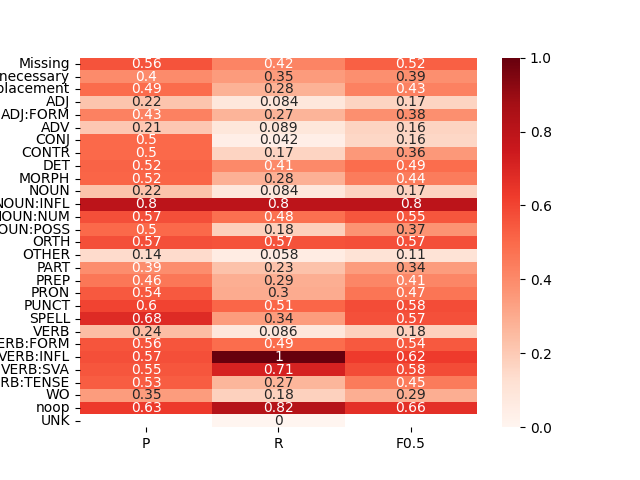 Missing 0.56 0.42 0.52
necessary 0.4 0.35 0.39
placement 0.49 0.28 0.43
ADJ 0.22 0.084 0.17
ADJ:FORM 0.43 0.27 0.38
ADV 0.21 0.089 0.16
CONJ 0.5 0.042 0.16
CONTR 0.5 0.17 0.36
DET 0.52 0.41 0.49
MORPH 0.52 0.28 0.44
NOUN 0.22 0.084 0.17
NOUN:INFL 0.8 0.8 0.8
NOUN:NUM 0.57 0.48 0.55
OUN:POSS 0.5 0.18 0.37
ORTH 0.57 0.57 0.57
OTHER 0.14 0.058 0.11
PART 0.39 0.23 0.34
PREP 0.46 0.29 0.41
PRON 0.54 0.3 0.47
PUNCT 0.6 0.51 0.58
SPELL 0.68 0.34 0.57
VERB 0.24 0.086 0.18
ERB:FORM 0.56 0.49 0.54
VERB:INFL 0.57 1 0.62
VERB:SVA 0.55 0.71 0.58
RB:TENSE 0.53 0.27 0.45
WO 0.35 0.18 0.29
noop 0.63 0.82 0.66
UNK 0
P R F0.5
1.0
0.8
0.6
0.4
0.2
0.0